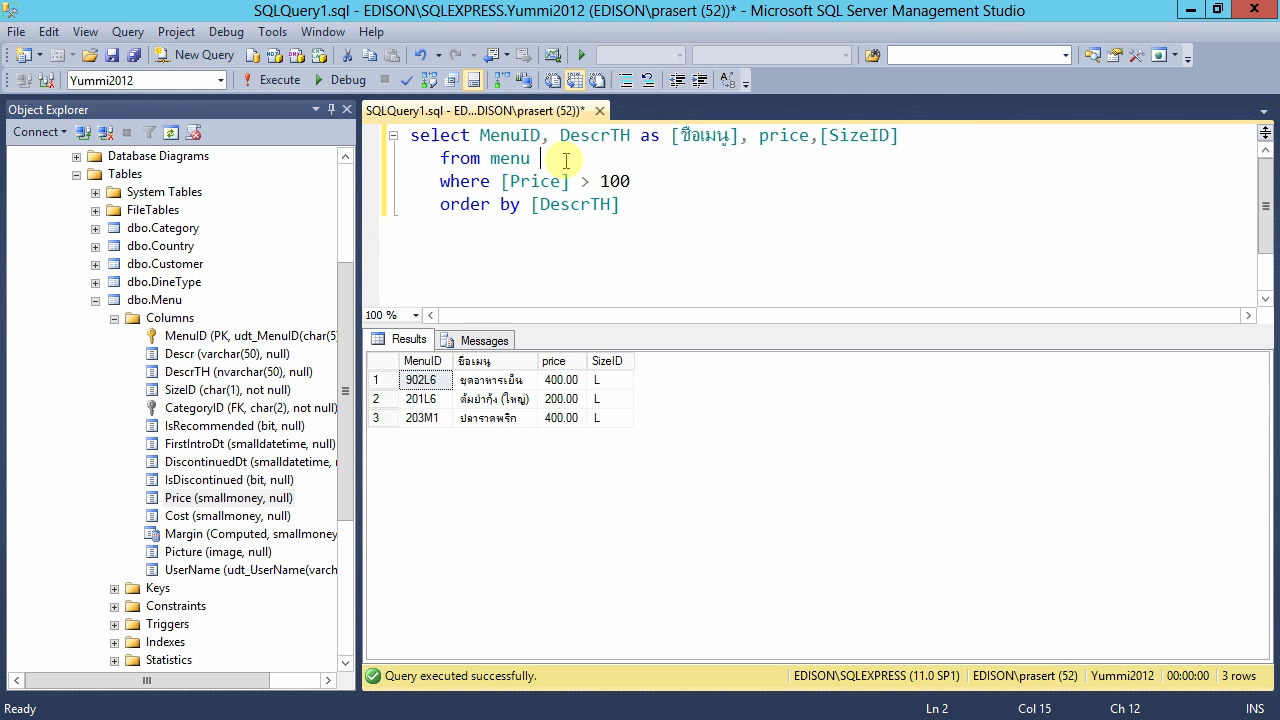 SQLQuery1.sql - EDISON\SQLEXPRESS.Yummi2012 (EDISON\prasert (52))* - Microsoft SQL Server Management Studio
File Edit View Query Project Debug Tools Window Help
New Query
Yummi2012 Execute Debug
Object Explorer
SQLQuery1.sql - ED...DISON\prasert (52))*
Connect
Database Diagrams
Tables
System Tables
FileTables
dbo.Category
dbo.Country
dbo.Customer
dbo.DineType
dbo.Menu
Columns
MenuID (PK, udt_MenuID(char(5)
Descr (varchar(50), null)
DescrTH (nvarchar(50), null)
SizeID (char(1), not null)
CategoryID (FK, char(2), not null)
IsRecommended (bit, null)
FirstIntroDt (smalldatetime, null)
DiscontinuedDt (smalldatetime,
IsDiscontinued (bit, null)
Price (smallmoney, null)
Cost (smallmoney, null)
Margin (Computed, smallmoney
Picture (image, null)
UserName (udt_UserName(varch
Keys
Constraints
Triggers
Indexes
Statistics
select MenuID, DescrTH as [ชื่อเมนู], price,[SizeID]
from menu
where [Price] > 100
order by [DescrTH]
100 %
Results Messages
MenuID ชื่อเมนู price SizeID
1 902L6 ชุดอาหารเย็น 400.00 L
2 201L6 ต้มยำกุ้ง (ใหญ่) 200.00 L
3 203M1 ปลาราดพริก 400.00 L
Query executed successfully. EDISON\SQLEXPRESS (11.0 SP1) EDISON\prasert (52) Yummi2012 00:00:00 3 rows
Ready Ln 2 Col 15 Ch 12 INS